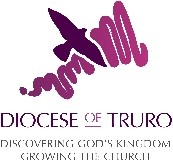 DIOCESE OF TRURO
DISCOVERING GOD'S KINGDOM
GROWING THE CHURCH